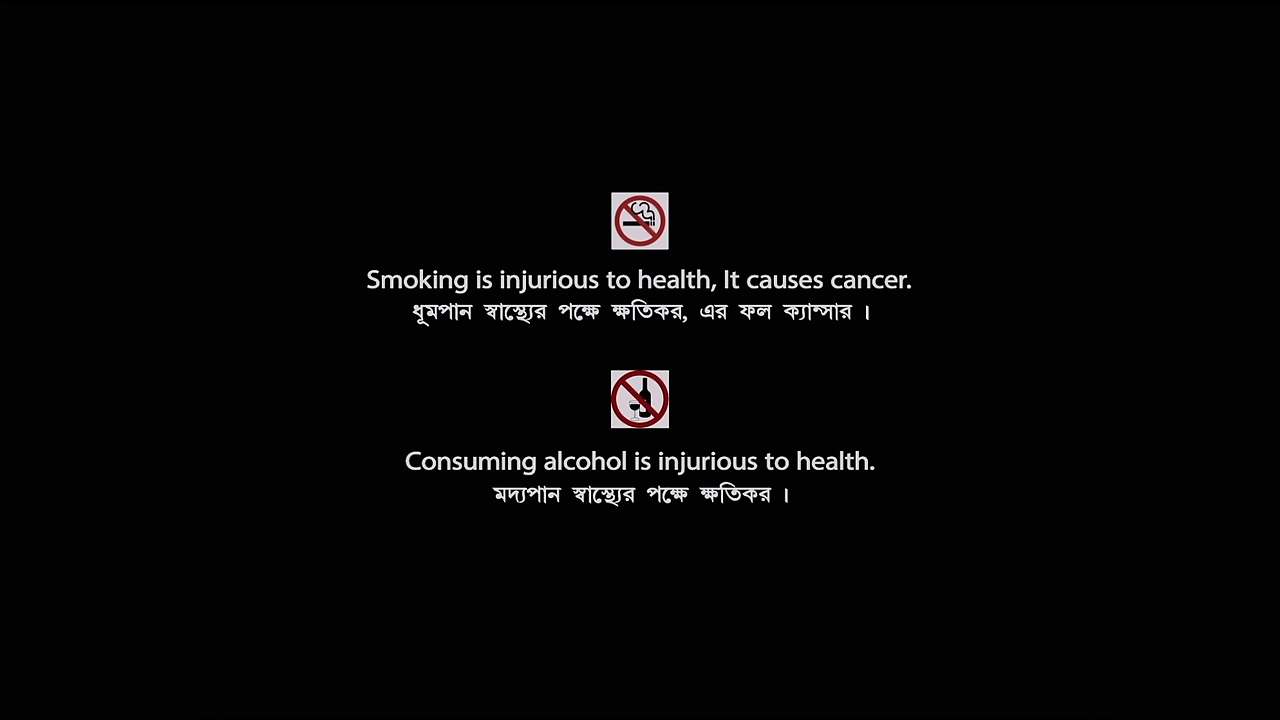 Smoking is injurious to health, It causes cancer.
ধূমপান স্বাস্থ্যের পক্ষে ক্ষতিকর, এর ফল ক্যান্সার ।
Consuming alcohol is injurious to health.
মদ্যপান স্বাস্থ্যের পক্ষে ক্ষতিকর ।